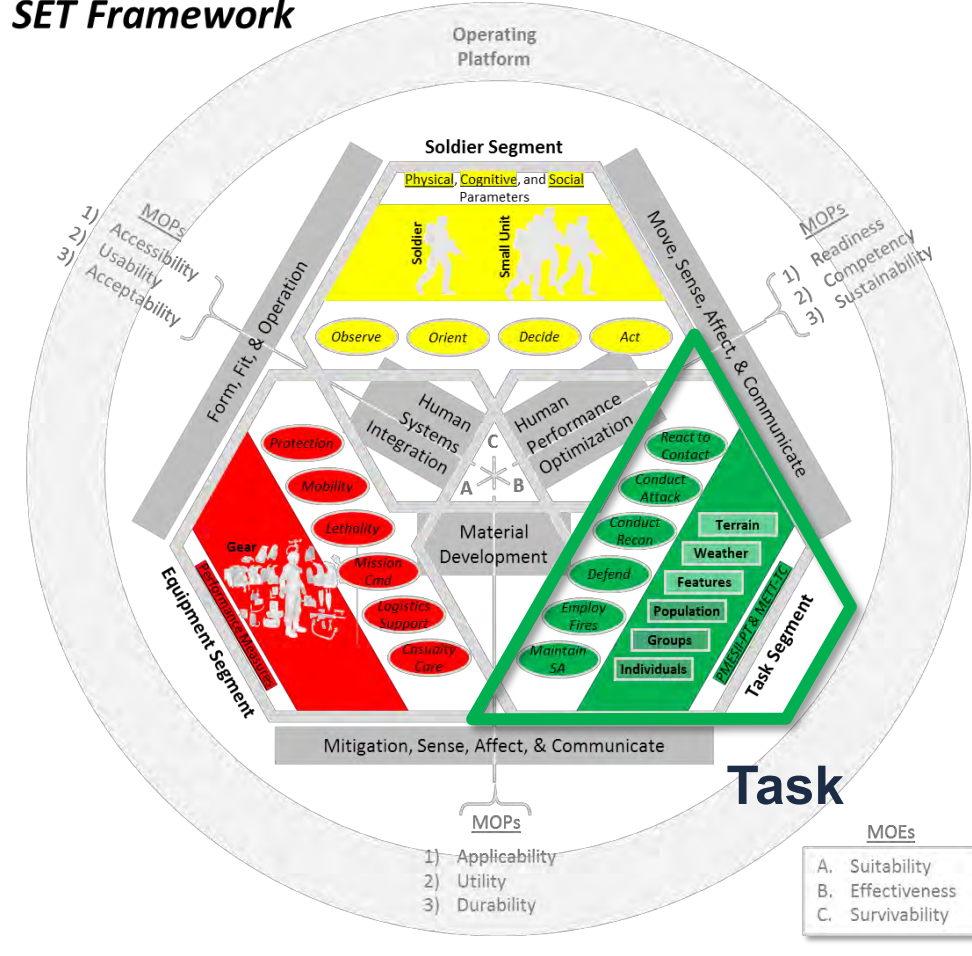 SET Framework
Operating
Platform
Soldier Segment
Physical, Cognitive, and Social
Parameters
Soldier
Small Unit
Observe
Orient
Decide
Act
MOPs
1) Accessibility
2) Usability
3) Acceptability
Form, Fit, & Operation
Move, Sense, Affect, & Communicate
MOPs
1) Readiness
2) Competency
3) Sustainability
Human
Systems
Integration
Human
Performance
Optimization
C
A
B
Material
Development
Protection
Mobility
Lethality
Mission
Cmd
Logistics
Support
Casualty
Care
Gear
Performance Measures
Equipment Segment
React to
Contact
Conduct
Attack
Conduct
Recon
Defend
Employ
Fires
Maintain
SA
Terrain
Weather
Features
Population
Groups
Individuals
PMESII-PT & METT-TC
Task Segment
Mitigation, Sense, Affect, & Communicate
Task
MOPs
1) Applicability
2) Utility
3) Durability
MOEs
A. Suitability
B. Effectiveness
C. Survivability